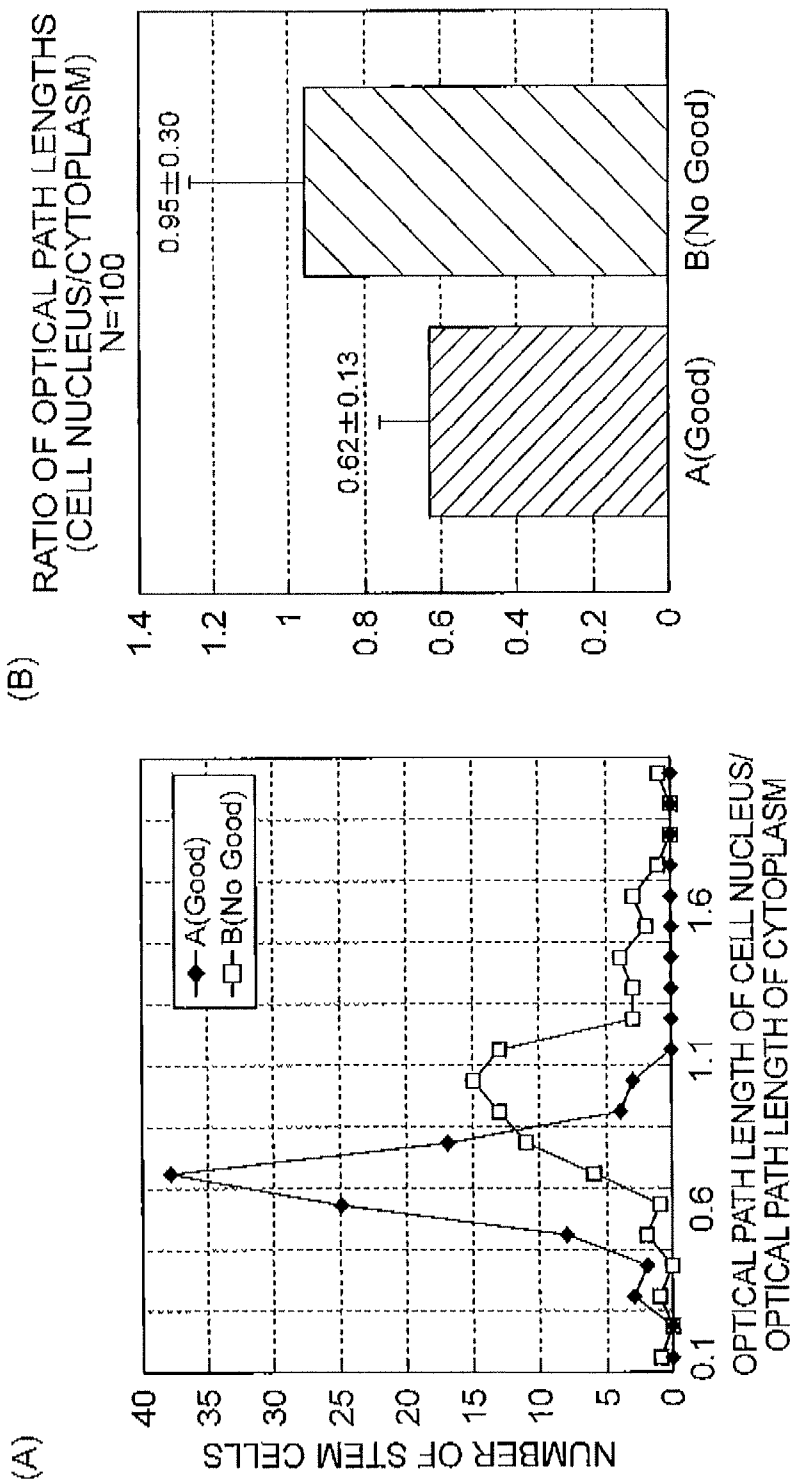 (A)
NUMBER OF STEM CELLS
40
35
30
25
20
15
10
5
0
A(Good)
B(No Good)
0.1
0.6
1.1
1.6
OPTICAL PATH LENGTH OF CELL NUCLEUS/
OPTICAL PATH LENGTH OF CYTOPLASM
(B)
RATIO OF OPTICAL PATH LENGTHS
(CELL NUCLEUS/CYTOPLASM)
N=100
1.4
1.2
1
0.8
0.6
0.4
0.2
0
0.62±0.13
0.95±0.30
A(Good)
B(No Good)